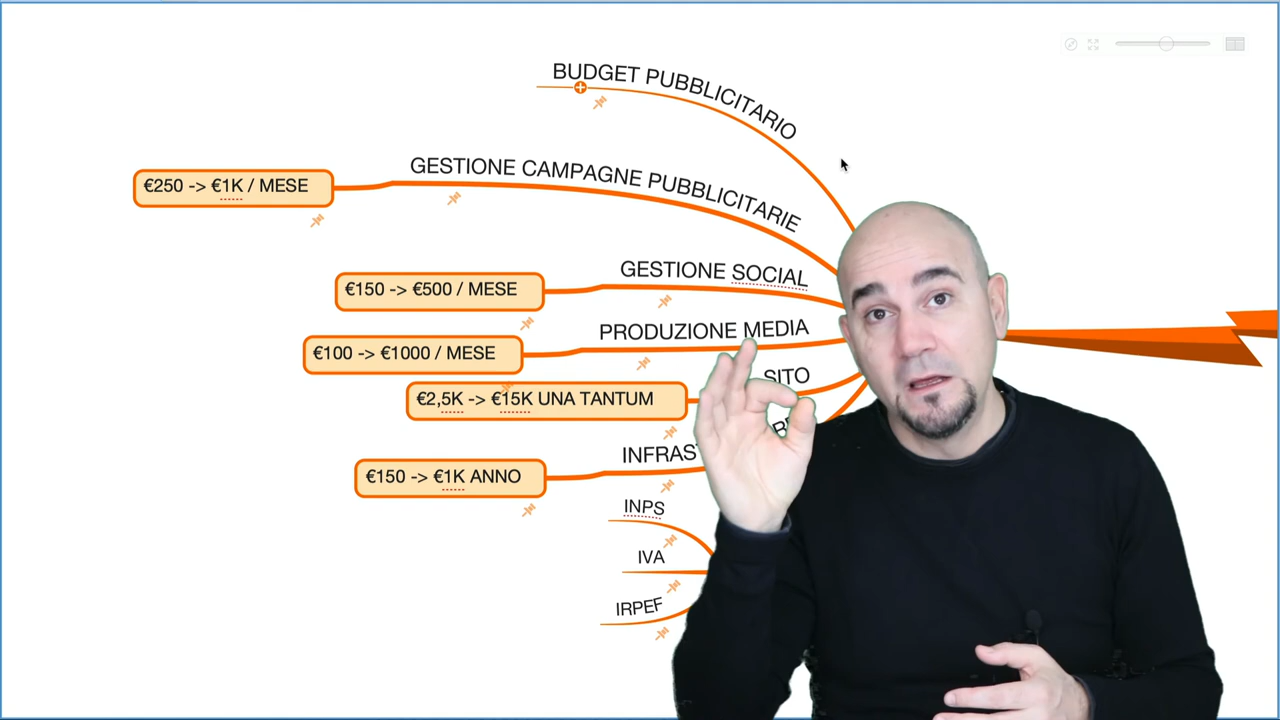 BUDGET PUBBLICITARIO
GESTIONE CAMPAGNE PUBBLICITARIE
€250 -> €1K / MESE
GESTIONE SOCIAL
€150 -> €500 / MESE
PRODUZIONE MEDIA
€100 -> €1000 / MESE
SITO
€2,5K -> €15K UNA TANTUM
€150 -> €1K ANNO
INPS
IVA
IRPEF